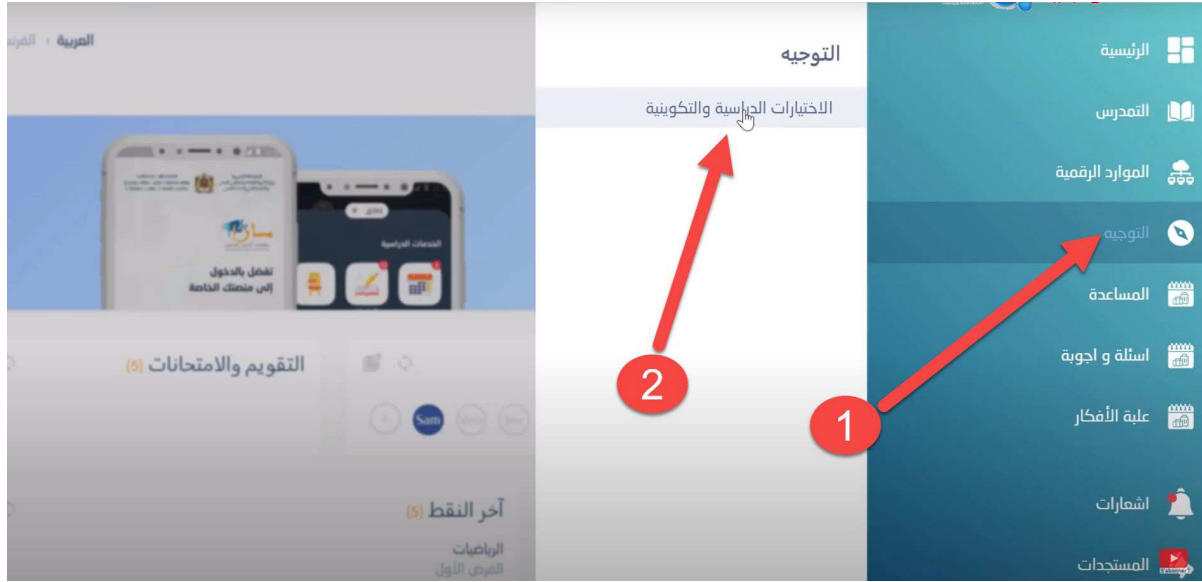 الرئيسية
التمدرس
الموارد الرقمية
التوجيه
المساعدة
اسئلة و اجوبة
علبة الأفكار
اشعارات
المستجدات
1
التوجيه
الاختيارات الدراسية والتكوينية
2
العربية
تفضل بالدخول
إلى منصتك الخاصة
الخدمات الدراسية
التقويم والامتحانات (5)
Sam
آخر النقط (5)
الرياضيات
الفرض الأول